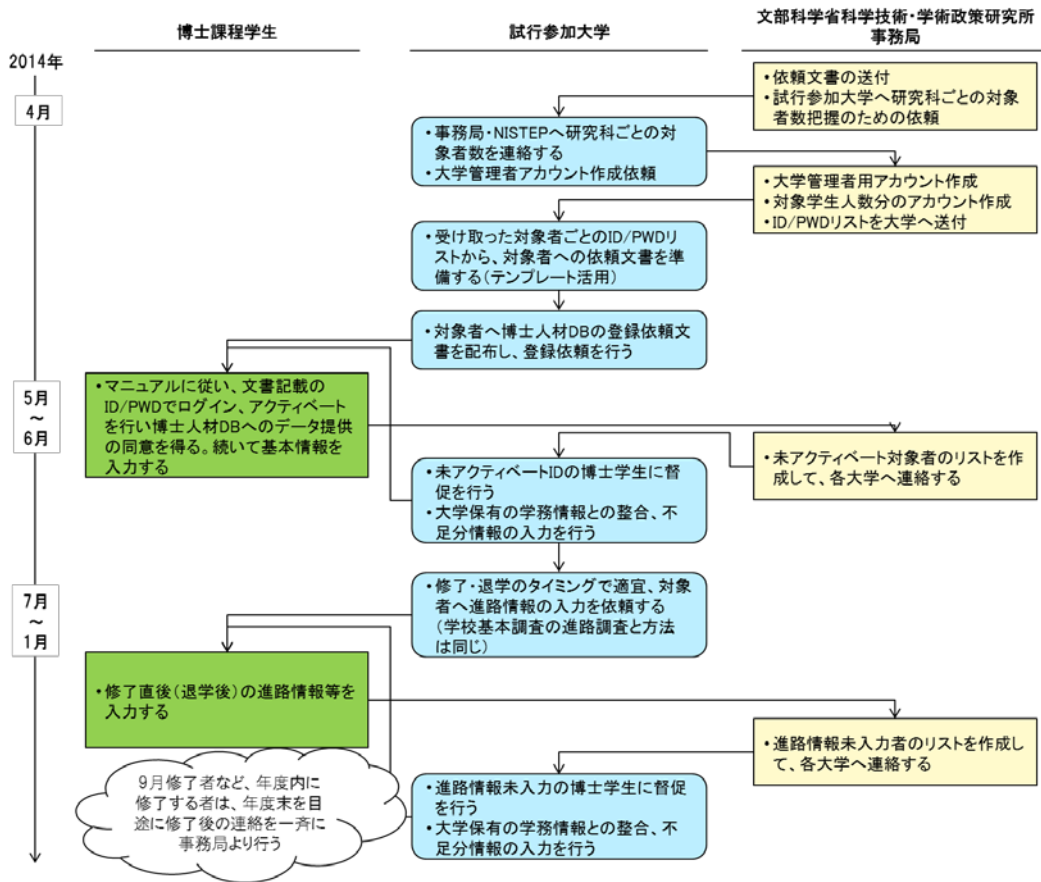 博士課程学生
試行参加大学
文部科学省科学技術・学術政策研究所
事務局
2014年
4月
・依頼文書の送付
・試行参加大学へ研究科ごとの対象
者数把握のための依頼
・事務局・NISTEPへ研究科ごとの対
象者数を連絡する
・大学管理者アカウント作成依頼
・大学管理者用アカウント作成
・対象学生人数分のアカウント作成
・ID/PWDリストを大学へ送付
・受け取った対象者ごとのID/PWDリ
ストから、対象者への依頼文書を準
備する(テンプレート活用)
・対象者へ博士人材DBの登録依頼文
書を配布し、登録依頼を行う
5月
～
6月
・マニュアルに従い、文書記載の
ID/PWDでログイン、アクティベート
を行い博士人材DBへのデータ提供
の同意を得る。続いて基本情報を
入力する
・未アクティベート対象者のリストを作
成して、各大学へ連絡する
・未アクティベートIDの博士学生に督
促を行う
・大学保有の学務情報との整合、不
足分情報の入力を行う
7月
～
1月
・修了・退学のタイミングで適宜、対象
者へ進路情報の入力を依頼する
(学校基本調査の進路調査と方法
は同じ)
・修了直後(退学後)の進路情報等を
入力する
・進路情報未入力者のリストを作成し
て、各大学へ連絡する
9月修了者など、年度内に
修了する者は、年度末を目
途に修了後の連絡を一斉に
事務局より行う
・進路情報未入力の博士学生に督促
を行う
・大学保有の学務情報との整合、不
足分情報の入力を行う